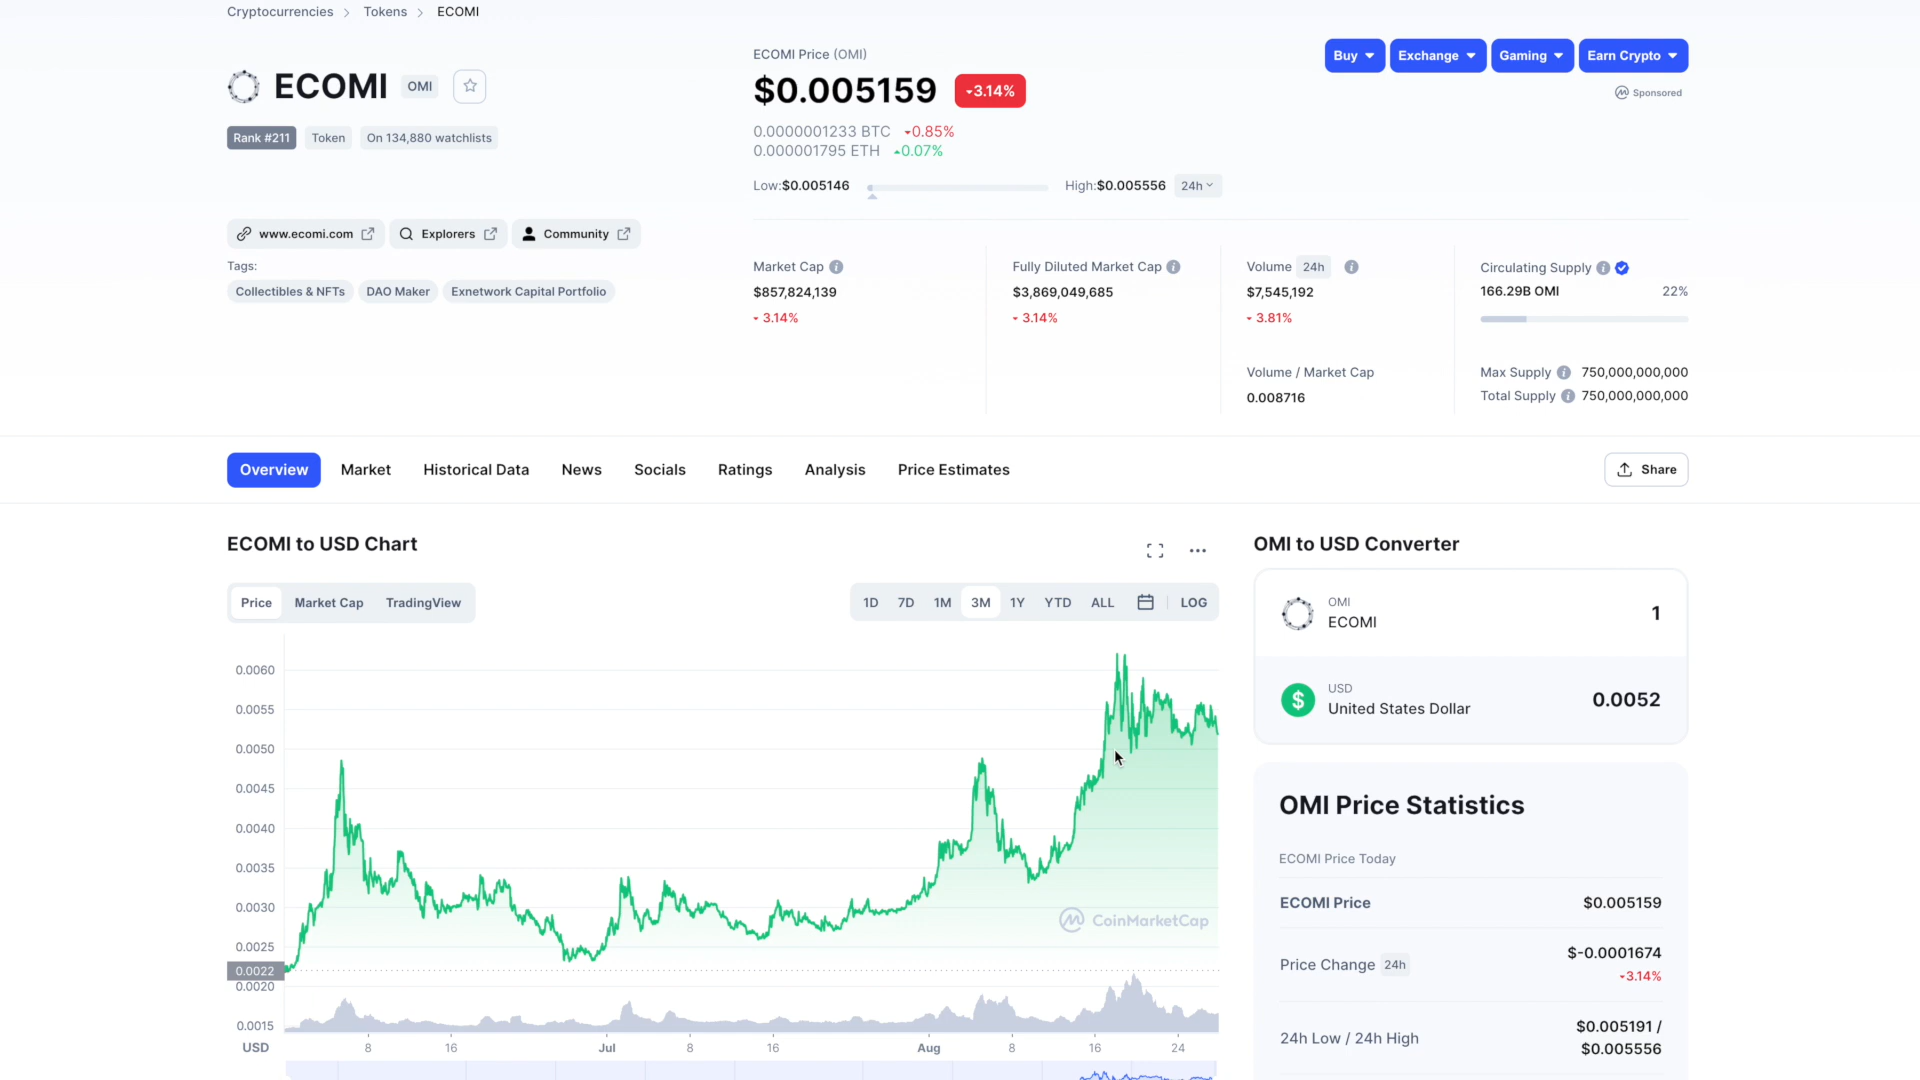 Cryptocurrencies > Tokens > ECOMI
ECOMI OMI
Rank #211 Token On 134,880 watchlists
www.ecomi.com Explorers Community
Tags:
Collectibles & NFTs DAO Maker Exnetwork Capital Portfolio
ECOMI Price (OMI)
$0.005159 3.14%
0.0000001233 BTC 0.85%
0.000001795 ETH 0.07%
Low:$0.005146 High:$0.005556 24h
Buy Exchange Gaming Earn Crypto
Sponsored
Market Cap
$857,824,139
3.14%
Fully Diluted Market Cap
$3,869,049,685
3.14%
Volume 24h
$7,545,192
3.81%
Volume / Market Cap
0.008716
Circulating Supply
166.29B OMI 22%
Max Supply 750,000,000,000
Total Supply 750,000,000,000
Overview Market Historical Data News Socials Ratings Analysis Price Estimates Share
ECOMI to USD Chart
Price Market Cap TradingView 1D 7D 1M 3M 1Y YTD ALL LOG
0.0060
0.0055
0.0050
0.0045
0.0040
0.0035
0.0030
0.0025
0.0022
0.0020
0.0015
CoinMarketCap
USD 8 16 Jul 8 16 Aug 8 16 24
OMI to USD Converter
OMI
ECOMI 1
USD
United States Dollar 0.0052
$
OMI Price Statistics
ECOMI Price Today
ECOMI Price $0.005159
Price Change 24h $-0.0001674
3.14%
24h Low / 24h High $0.005191 /
$0.005556